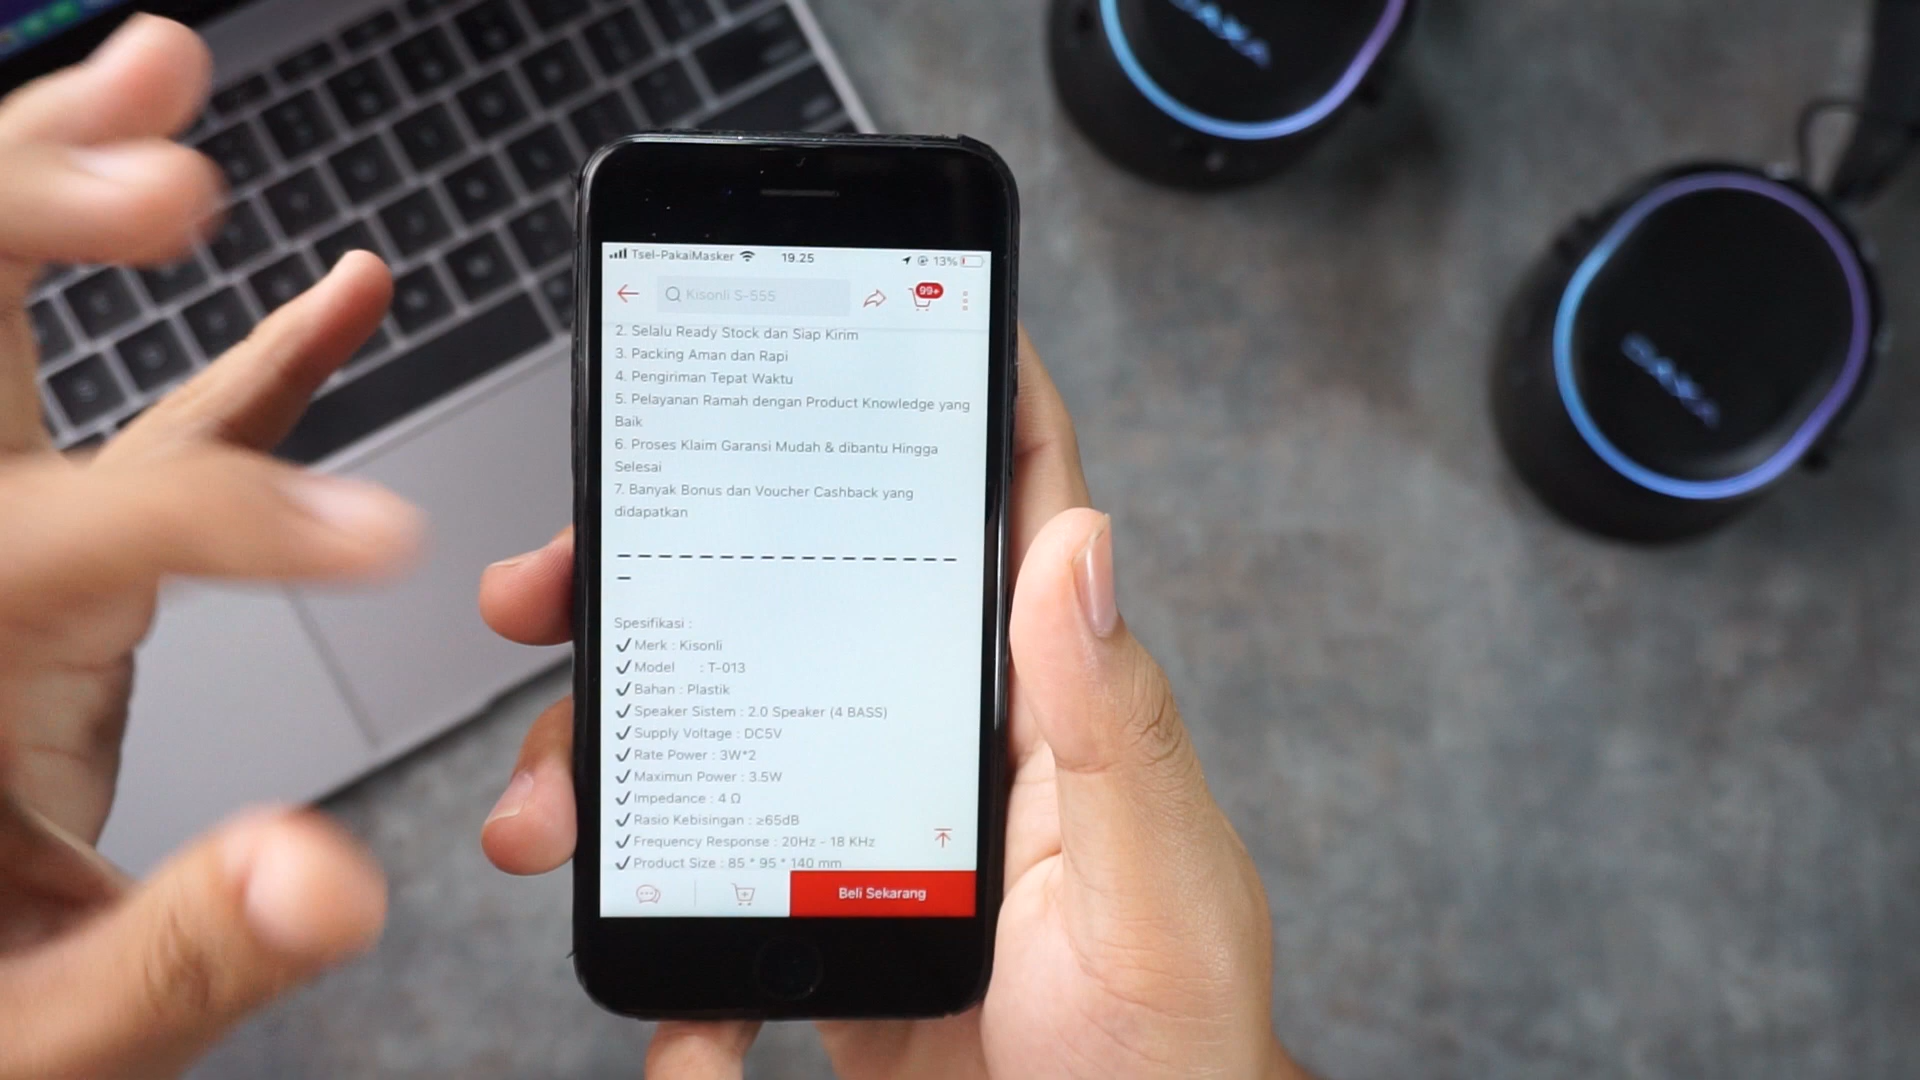 DAXA
DAXA
Tsel-PakaiMasker 19.25 13%
Kisonli S-555 99+
2. Selalu Ready Stock dan Siap Kirim
3. Packing Aman dan Rapi
4. Pengiriman Tepat Waktu
5. Pelayanan Ramah dengan Product Knowledge yang
Baik
6. Proses Klaim Garansi Mudah & dibantu Hingga
Selesai
7. Banyak Bonus dan Voucher Cashback yang
didapatkan
_ _ _ _ _ _ _ _ _ _ _ _ _ _ _ _ _
_
Spesifikasi :
✓ Merk : Kisonli
✓ Model : T-013
✓ Bahan : Plastik
✓ Speaker Sistem : 2.0 Speaker (4 BASS)
✓ Supply Voltage : DC5V
✓ Rate Power : 3W*2
✓ Maximun Power : 3.5W
✓ Impedance : 4 Ω
✓ Rasio Kebisingan : ≥65dB
✓ Frequency Response : 20Hz - 18 KHz
✓ Product Size : 85 * 95 * 140 mm
Beli Sekarang